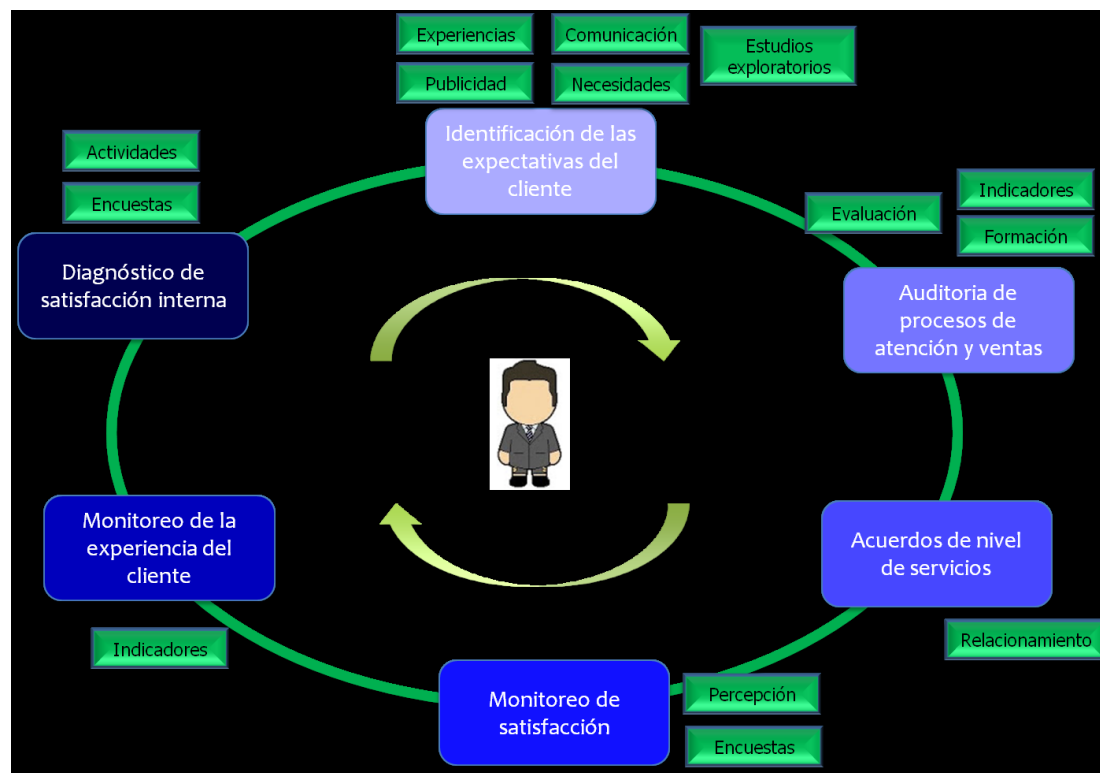 Experiencias
Comunicación
Estudios
exploratorios
Publicidad
Necesidades
Identificación de las
expectativas del
cliente
Actividades
Encuestas
Indicadores
Evaluación
Formación
Diagnóstico de
satisfacción interna
Auditoria de
procesos de
atención y ventas
Monitoreo de la
experiencia del
cliente
Acuerdos de nivel
de servicios
Indicadores
Relacionamiento
Monitoreo de
satisfacción
Percepción
Encuestas